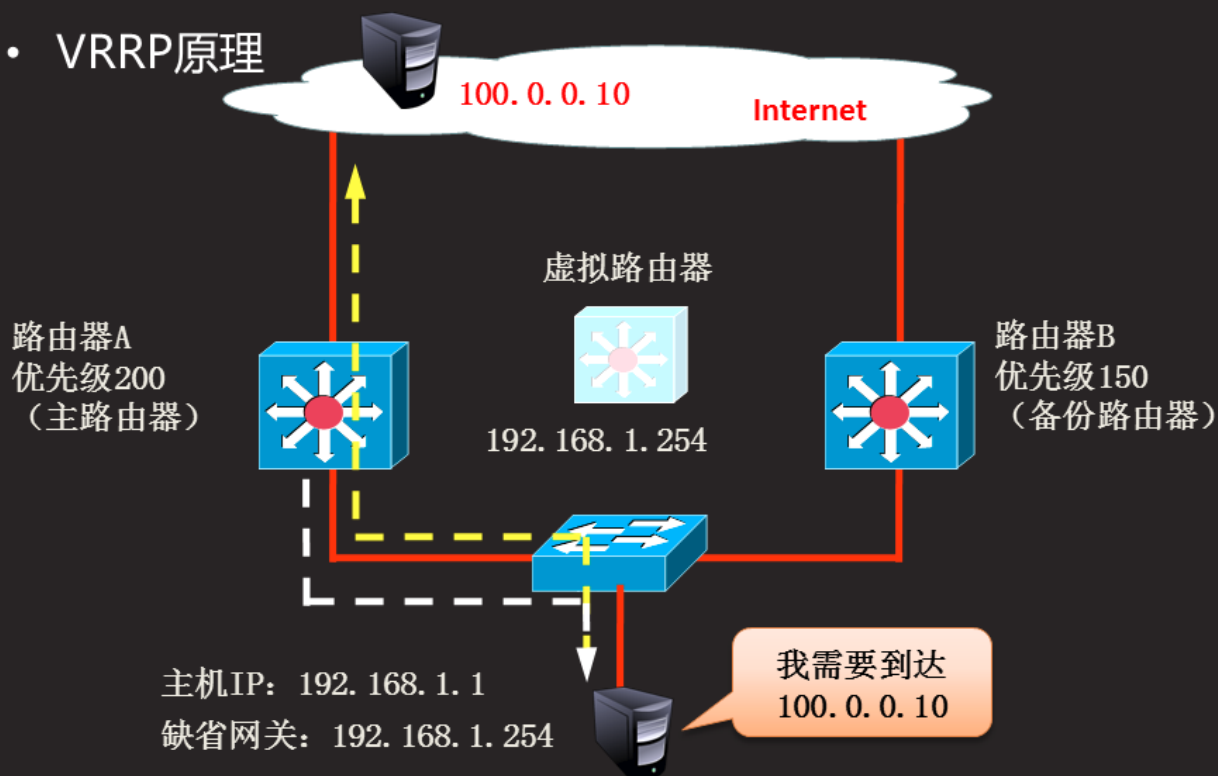 • VRRP原理
100.0.0.10
Internet
虚拟路由器
路由器A
优先级200
（主路由器）
192.168.1.254
路由器B
优先级150
（备份路由器）
我需要到达
100.0.0.10
主机IP：192.168.1.1
缺省网关：192.168.1.254